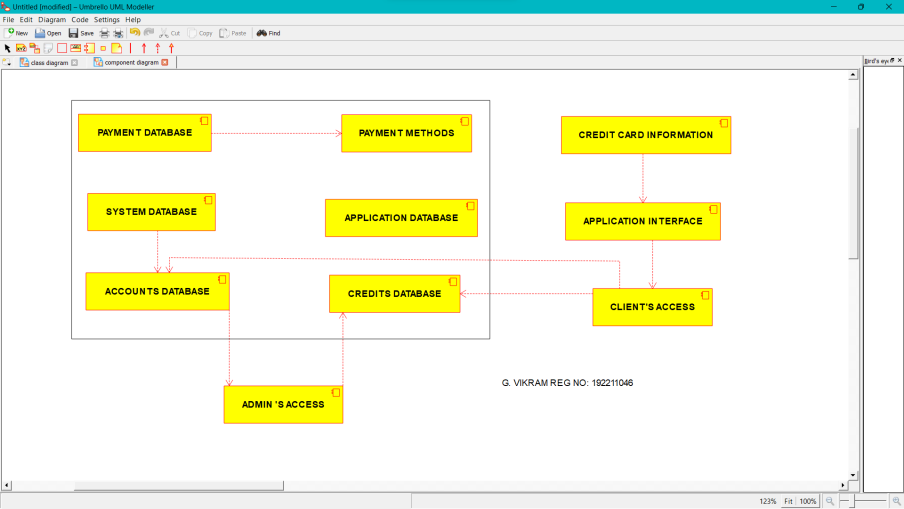 Untitled [modified] – Umbrello UML Modeller
File Edit Diagram Code Settings Help
New Open Save Cut Copy Paste Find
class diagram component diagram
Bird's eye
PAYMENT DATABASE PAYMENT METHODS CREDIT CARD INFORMATION
SYSTEM DATABASE APPLICATION DATABASE APPLICATION INTERFACE
ACCOUNTS DATABASE CREDITS DATABASE CLIENT'S ACCESS
G. VIKRAM REG NO: 192211046
ADMIN 'S ACCESS
123% Fit 100%